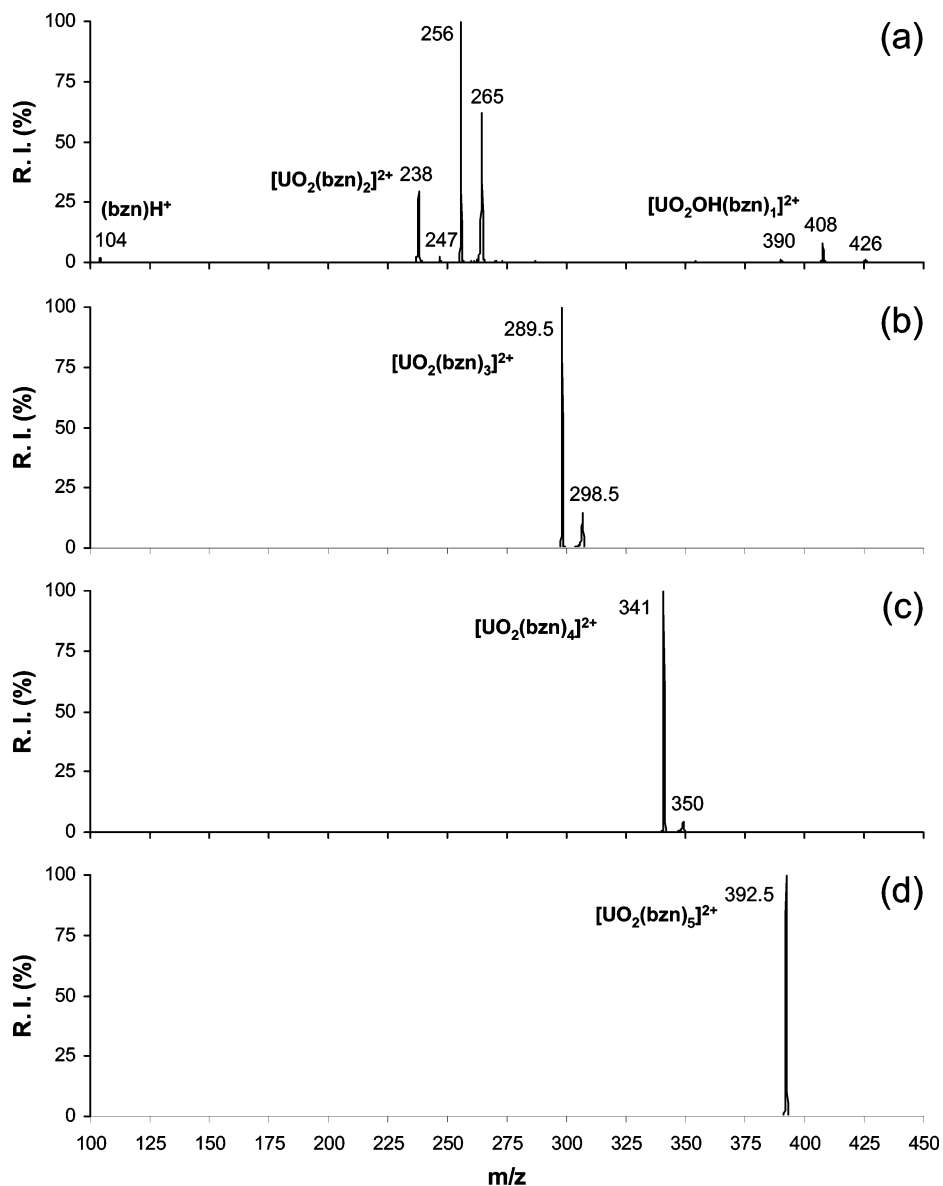 (a)
R. I. (%)
100
75
50
25
0
256
265
[UO₂(bzn)₂]²⁺ 238
(bzn)H⁺
104
247
[UO₂OH(bzn)₁]²⁺
408
390
426
(b)
R. I. (%)
100
75
50
25
0
289.5
[UO₂(bzn)₃]²⁺
298.5
(c)
R. I. (%)
100
75
50
25
0
341
[UO₂(bzn)₄]²⁺
350
(d)
R. I. (%)
100
75
50
25
0
392.5
[UO₂(bzn)₅]²⁺
100 125 150 175 200 225 250 275 300 325 350 375 400 425 450
m/z